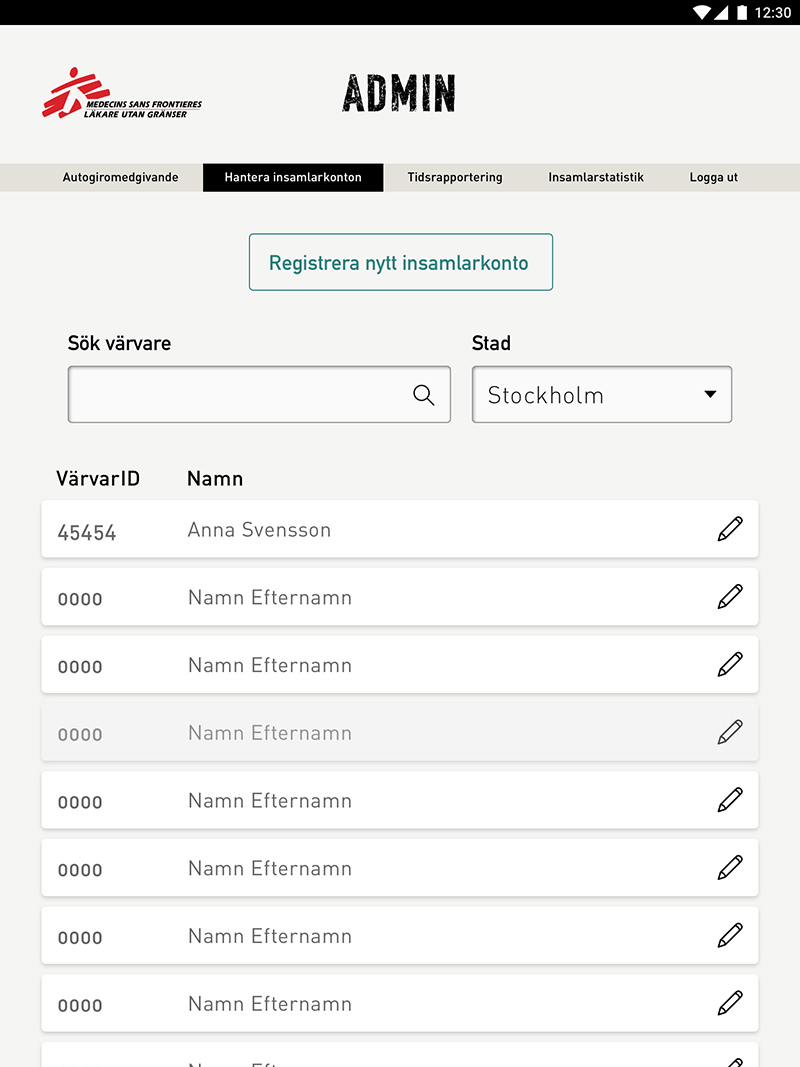 12:30
MEDECINS SANS FRONTIERES
LÄKARE UTAN GRÄNSER
ADMIN
Autogiromedgivande Hantera insamlarkonton Tidsrapportering Insamlarstatistik Logga ut
Registrera nytt insamlarkonto
Sök värvare Stad
Stockholm
VärvarID Namn
45454 Anna Svensson
0000 Namn Efternamn
0000 Namn Efternamn
0000 Namn Efternamn
0000 Namn Efternamn
0000 Namn Efternamn
0000 Namn Efternamn
0000 Namn Efternamn